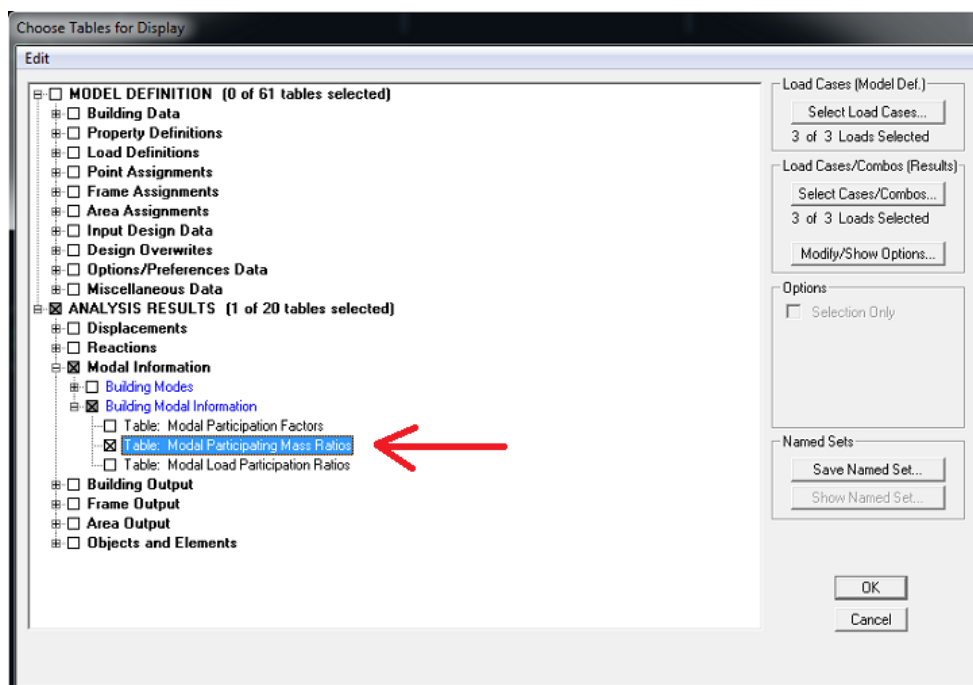 Choose Tables for Display
Edit
MODEL DEFINITION (0 of 61 tables selected)
Building Data
Property Definitions
Load Definitions
Point Assignments
Frame Assignments
Area Assignments
Input Design Data
Design Overwrites
Options/Preferences Data
Miscellaneous Data
ANALYSIS RESULTS (1 of 20 tables selected)
Displacements
Reactions
Modal Information
Building Modes
Building Modal Information
Table: Modal Participation Factors
Table: Modal Participating Mass Ratios
Table: Modal Load Participation Ratios
Building Output
Frame Output
Area Output
Objects and Elements
Load Cases (Model Def.)
Select Load Cases...
3 of 3 Loads Selected
Load Cases/Combos (Results)
Select Cases/Combos...
3 of 3 Loads Selected
Modify/Show Options...
Options
Selection Only
Named Sets
Save Named Set...
Show Named Set...
OK
Cancel